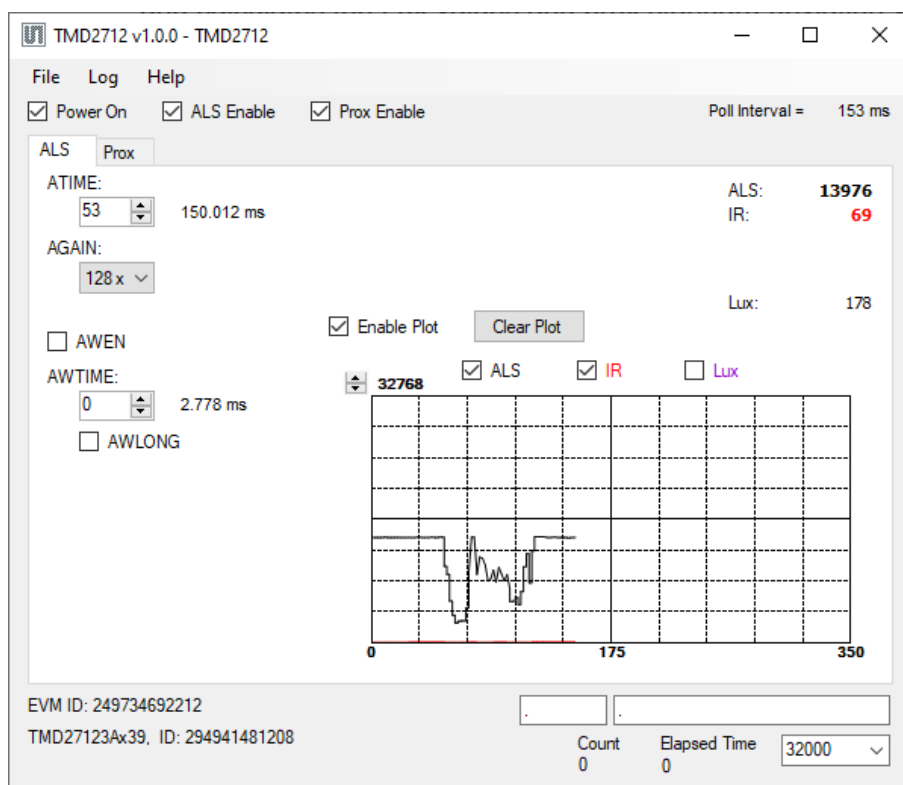 TMD2712 v1.0.0 - TMD2712
File Log Help
Power On ALS Enable Prox Enable Poll Interval = 153 ms
ALS Prox
ATIME:
53 150.012 ms
ALS: 13976
IR: 69
AGAIN:
128 x
Lux: 178
Enable Plot Clear Plot
AWEN
AWTIME:
0 2.778 ms
AWLONG
32768 ALS IR Lux
0 175 350
EVM ID: 249734692212
. .
TMD27123Ax39, ID: 294941481208
Count Elapsed Time 32000
0 0